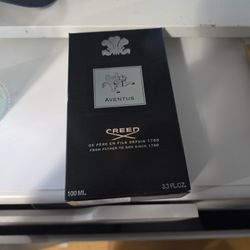 AVENTUS
CREED
DE PÈRE EN FILS DEPUIS 1760
FROM FATHER TO SON SINCE 1760
100 ML
3.3 FL.OZ.